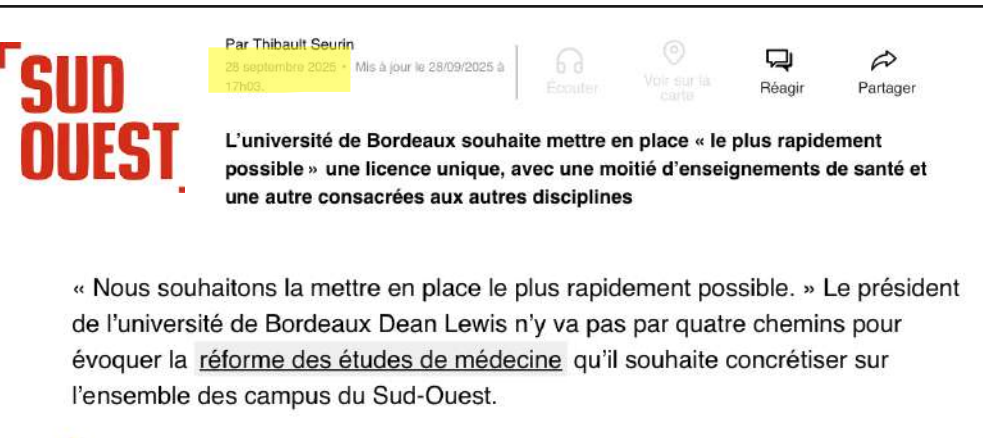 SUD
OUEST
Par Thibault Seurin
28 septembre 2025 • Mis à jour le 28/09/2025 à
17h03.
Écouter
Voir sur la
carte
Réagir
Partager
L’université de Bordeaux souhaite mettre en place « le plus rapidement
possible » une licence unique, avec une moitié d’enseignements de santé et
une autre consacrées aux autres disciplines
« Nous souhaitons la mettre en place le plus rapidement possible. » Le président
de l’université de Bordeaux Dean Lewis n’y va pas par quatre chemins pour
évoquer la réforme des études de médecine qu’il souhaite concrétiser sur
l’ensemble des campus du Sud-Ouest.